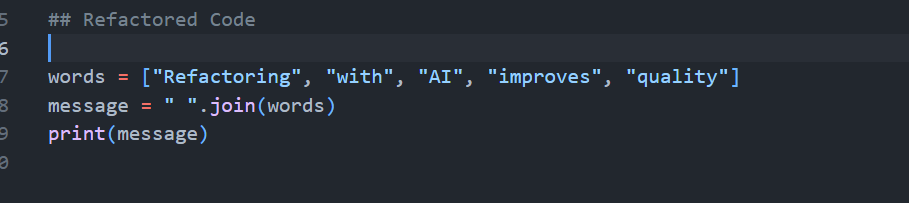 5 ## Refactored Code
6
7 words = ["Refactoring", "with", "AI", "improves", "quality"]
8 message = " ".join(words)
9 print(message)
0